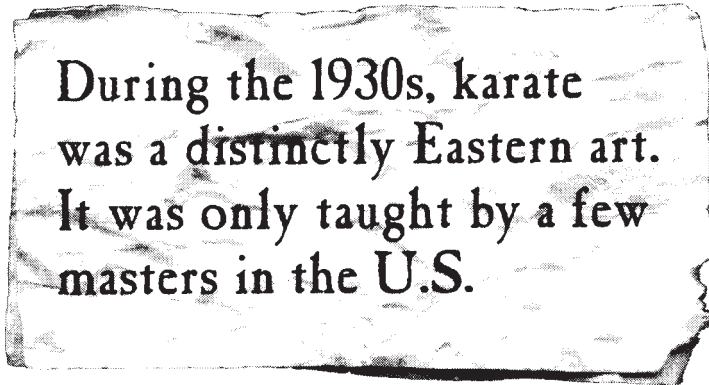 During the 1930s, karate
was a distinctly Eastern art.
It was only taught by a few
masters in the U.S.